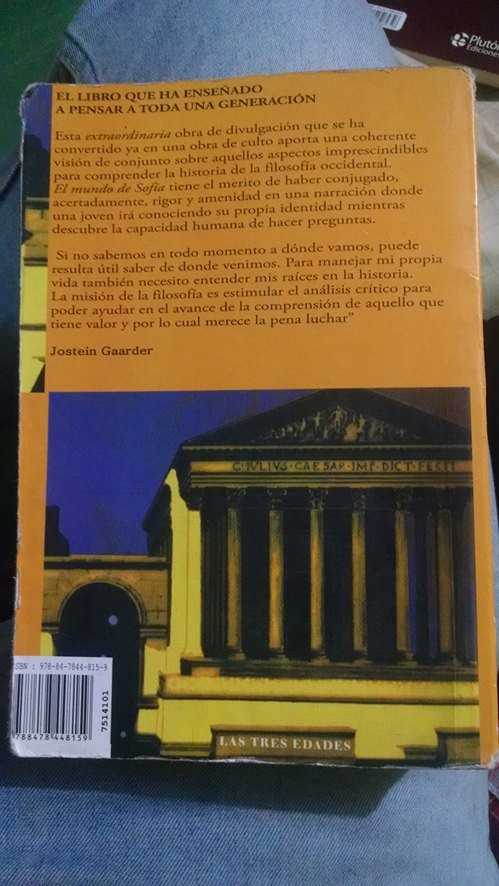 Plutón
Ediciones
EL LIBRO QUE HA ENSEÑADO
A PENSAR A TODA UNA GENERACIÓN
Esta extraordinaria obra de divulgación que se ha
convertido ya en una obra de culto aporta una coherente
visión de conjunto sobre aquellos aspectos imprescindibles
para comprender la historia de la filosofía occidental.
El mundo de Sofía tiene el merito de haber conjugado,
acertadamente, rigor y amenidad en una narración donde
una joven irá conociendo su propia identidad mientras
descubre la capacidad humana de hacer preguntas.
Si no sabemos en todo momento a dónde vamos, puede
resulta útil saber de donde venimos. Para manejar mi propia
vida también necesito entender mis raíces en la historia.
La misión de la filosofía es estimular el análisis crítico para
poder ayudar en el avance de la comprensión de aquello que
tiene valor y por lo cual merece la pena luchar”
Jostein Gaarder
C·IVLIVS·CAESAR·IMP·DICT·FECIT
ISBN : 978-84-7844-815-9
7514101
788478448159
LAS TRES EDADES